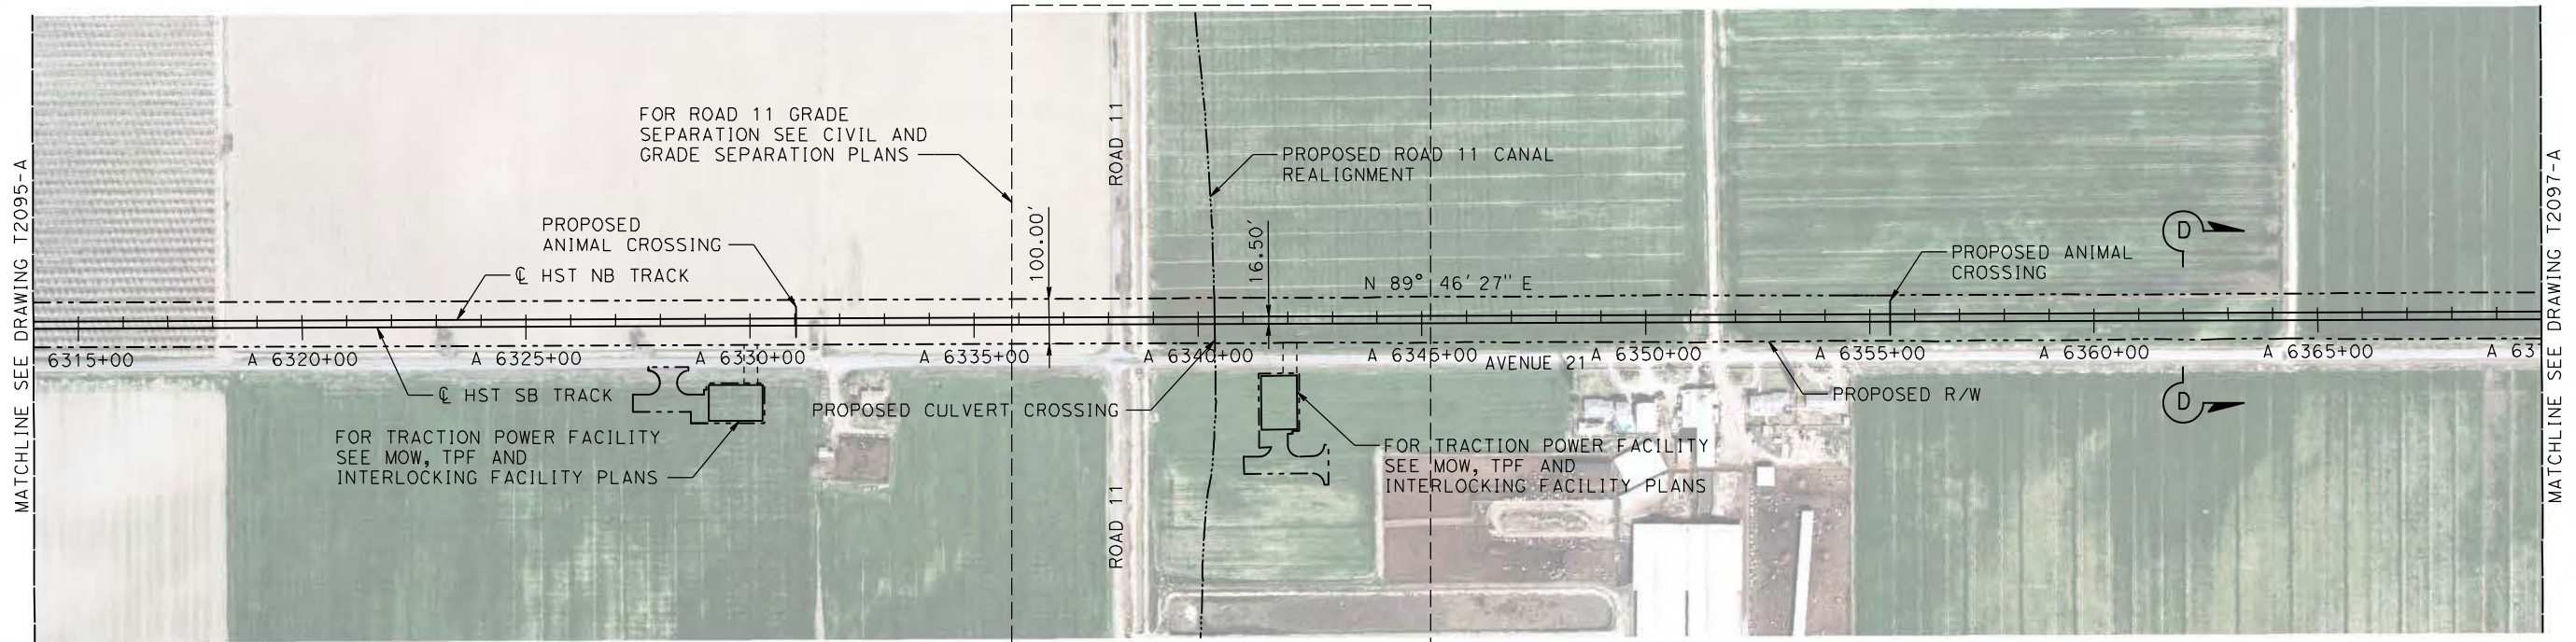 MATCHLINE SEE DRAWING T2095-A
FOR ROAD 11 GRADE
SEPARATION SEE CIVIL AND
GRADE SEPARATION PLANS
ROAD 11
PROPOSED ROAD 11 CANAL
REALIGNMENT
PROPOSED
ANIMAL CROSSING
℄ HST NB TRACK
100.00'
16.50'
N 89° 46' 27" E
PROPOSED ANIMAL
CROSSING
D
6315+00
A 6320+00
A 6325+00
A 6330+00
A 6335+00
A 6340+00
A 6345+00
AVENUE 21
A 6350+00
A 6355+00
A 6360+00
A 6365+00
A 63
℄ HST SB TRACK
PROPOSED CULVERT CROSSING
PROPOSED R/W
D
FOR TRACTION POWER FACILITY
SEE MOW, TPF AND
INTERLOCKING FACILITY PLANS
ROAD 11
FOR TRACTION POWER FACILITY
SEE MOW, TPF AND
INTERLOCKING FACILITY PLANS
MATCHLINE SEE DRAWING T2097-A